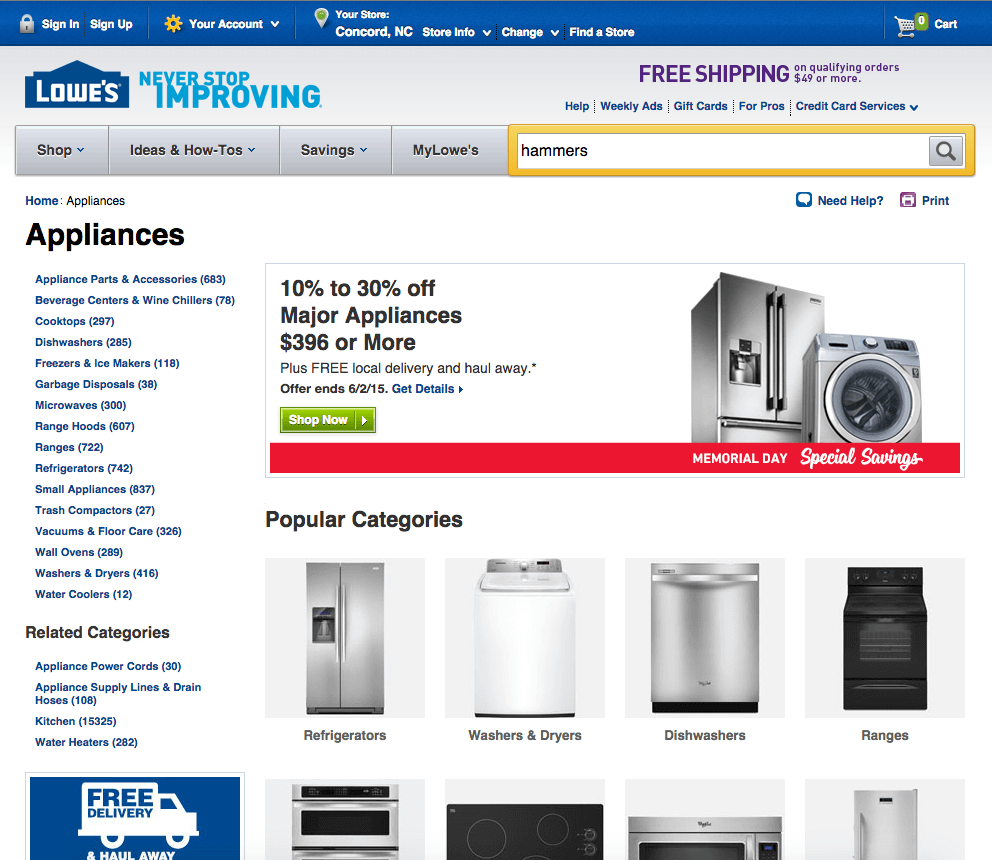 Sign In Sign Up Your Account Your Store:
Concord, NC Store Info Change Find a Store 0 Cart
LOWE'S NEVER STOP IMPROVING
FREE SHIPPING on qualifying orders
$49 or more.
Help Weekly Ads Gift Cards For Pros Credit Card Services
Shop Ideas & How-Tos Savings MyLowe's hammers
Home: Appliances Need Help? Print
Appliances
Appliance Parts & Accessories (683)
Beverage Centers & Wine Chillers (78)
Cooktops (297)
Dishwashers (285)
Freezers & Ice Makers (118)
Garbage Disposals (38)
Microwaves (300)
Range Hoods (607)
Ranges (722)
Refrigerators (742)
Small Appliances (837)
Trash Compactors (27)
Vacuums & Floor Care (326)
Wall Ovens (289)
Washers & Dryers (416)
Water Coolers (12)
Related Categories
Appliance Power Cords (30)
Appliance Supply Lines & Drain
Hoses (108)
Kitchen (15325)
Water Heaters (282)
FREE
DELIVERY
& HAUL AWAY
10% to 30% off
Major Appliances
$396 or More
Plus FREE local delivery and haul away.*
Offer ends 6/2/15. Get Details
Shop Now
MEMORIAL DAY Special Savings
Popular Categories
Refrigerators Washers & Dryers Dishwashers Ranges